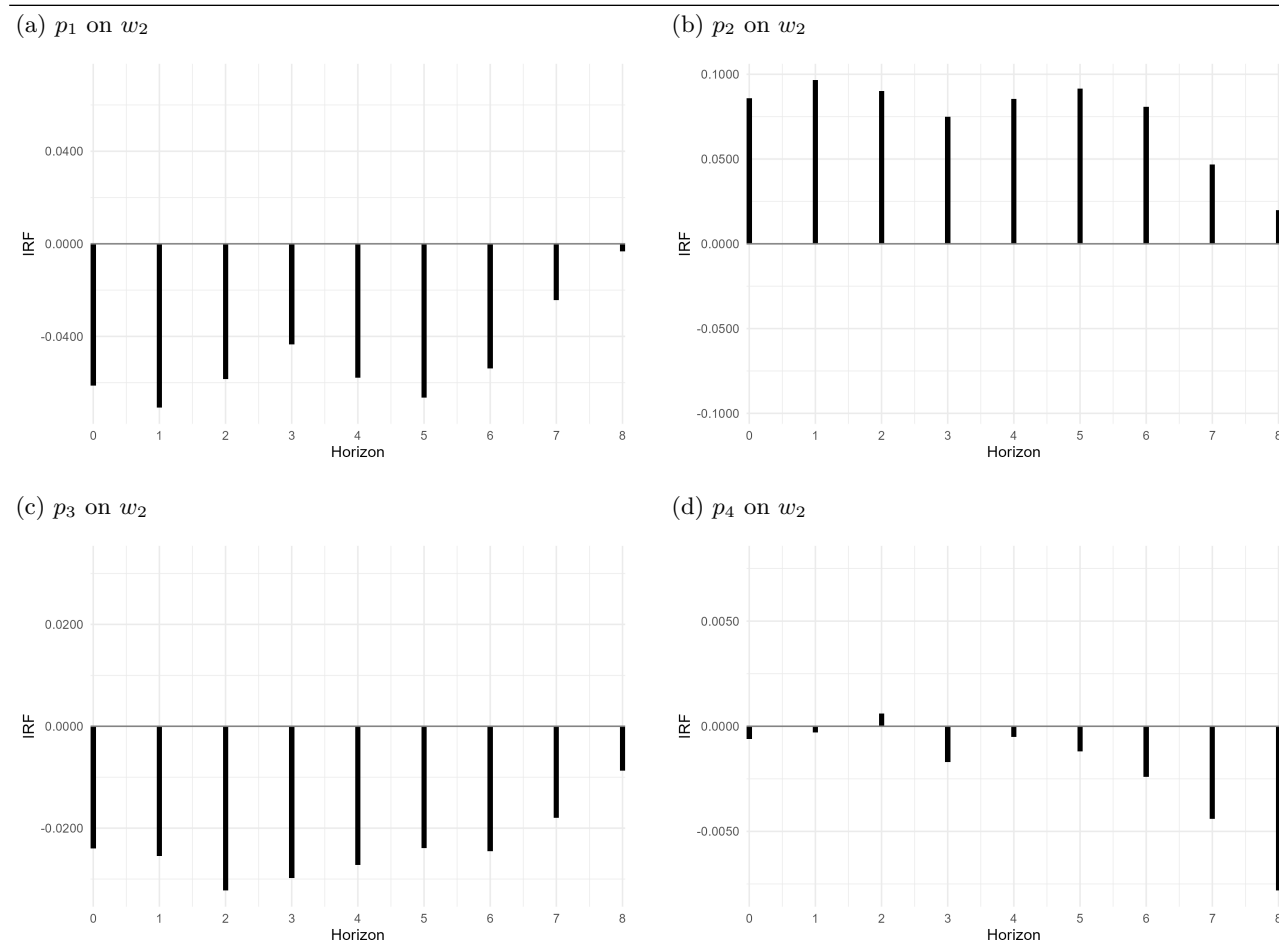 (a) p₁ on w₂
0.0400
0.0000
-0.0400
IRF
0 1 2 3 4 5 6 7 8
Horizon
(b) p₂ on w₂
0.1000
0.0500
0.0000
-0.0500
-0.1000
IRF
0 1 2 3 4 5 6 7 8
Horizon
(c) p₃ on w₂
0.0200
0.0000
-0.0200
IRF
0 1 2 3 4 5 6 7 8
Horizon
(d) p₄ on w₂
0.0050
0.0000
-0.0050
IRF
0 1 2 3 4 5 6 7 8
Horizon